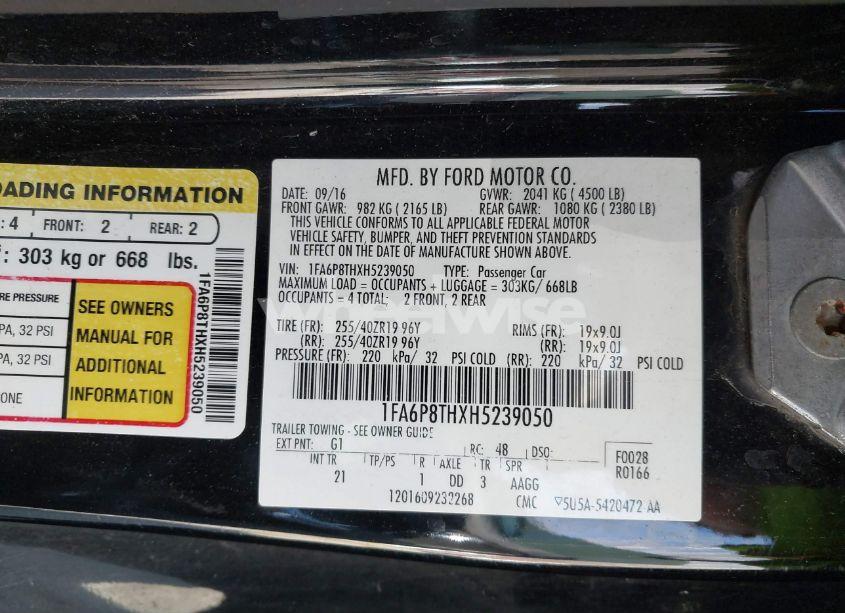 OADING INFORMATION
: 4 FRONT: 2 REAR: 2
: 303 kg or 668 lbs.
RE PRESSURE
PA, 32 PSI
PA, 32 PSI
ONE
SEE OWNERS
MANUAL FOR
ADDITIONAL
INFORMATION
1FA6P8THXH5239050
MFD. BY FORD MOTOR CO.
DATE: 09/16 GVWR: 2041 KG ( 4500 LB)
FRONT GAWR: 982 KG ( 2165 LB) REAR GAWR: 1080 KG ( 2380 LB)
THIS VEHICLE CONFORMS TO ALL APPLICABLE FEDERAL MOTOR
VEHICLE SAFETY, BUMPER, AND THEFT PREVENTION STANDARDS
IN EFFECT ON THE DATE OF MANUFACTURE SHOWN ABOVE.
VIN: 1FA6P8THXH5239050 TYPE: Passenger Car
MAXIMUM LOAD = OCCUPANTS + LUGGAGE = 303KG/ 668LB
OCCUPANTS = 4 TOTAL: 2 FRONT, 2 REAR
TIRE (FR): 255/40ZR19 96Y RIMS (FR): 19x9.0J
(RR): 255/40ZR19 96Y (RR): 19x9.0J
PRESSURE (FR): 220 kPa/ 32 PSI COLD (RR): 220 kPa/ 32 PSI COLD
1FA6P8THXH5239050
TRAILER TOWING - SEE OWNER GUIDE
EXT PNT: G1 RC: 48 DSO:
INT TR TP/PS R AXLE TR SPR
21 1 DD 3 AAGG
F0028
R0166
1201609232268 CMC ▽5U5A-5420472 AA
wheelwise